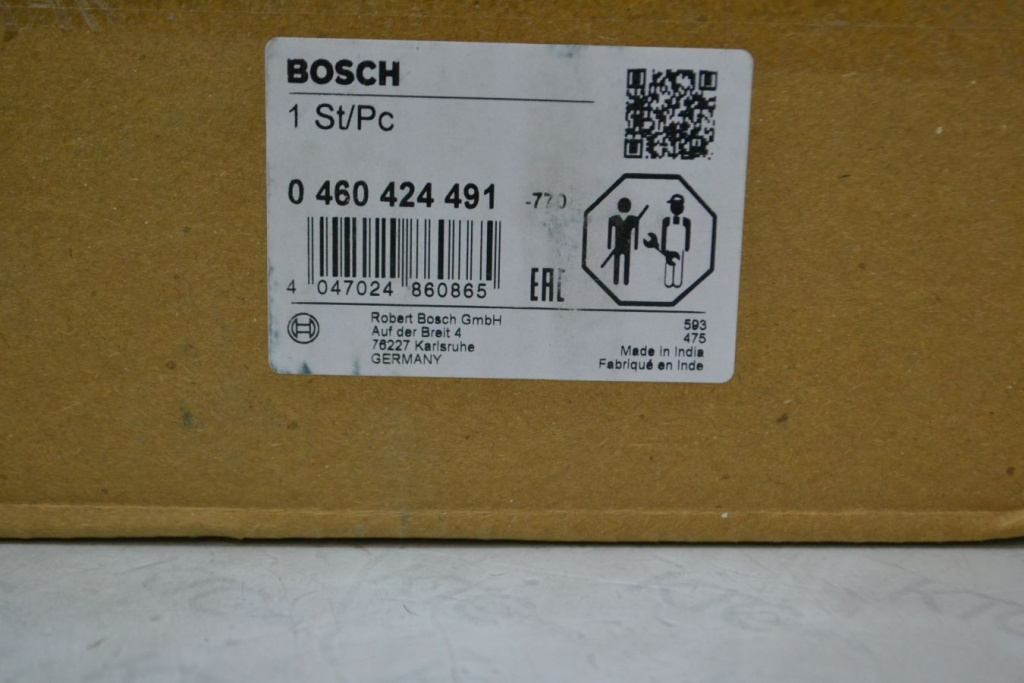 BOSCH
1 St/Pc
0 460 424 491
EAC
4 047024 860865
Robert Bosch GmbH
Auf der Breit 4
76227 Karlsruhe
GERMANY
593
475
Made in India
Fabriqué en Inde